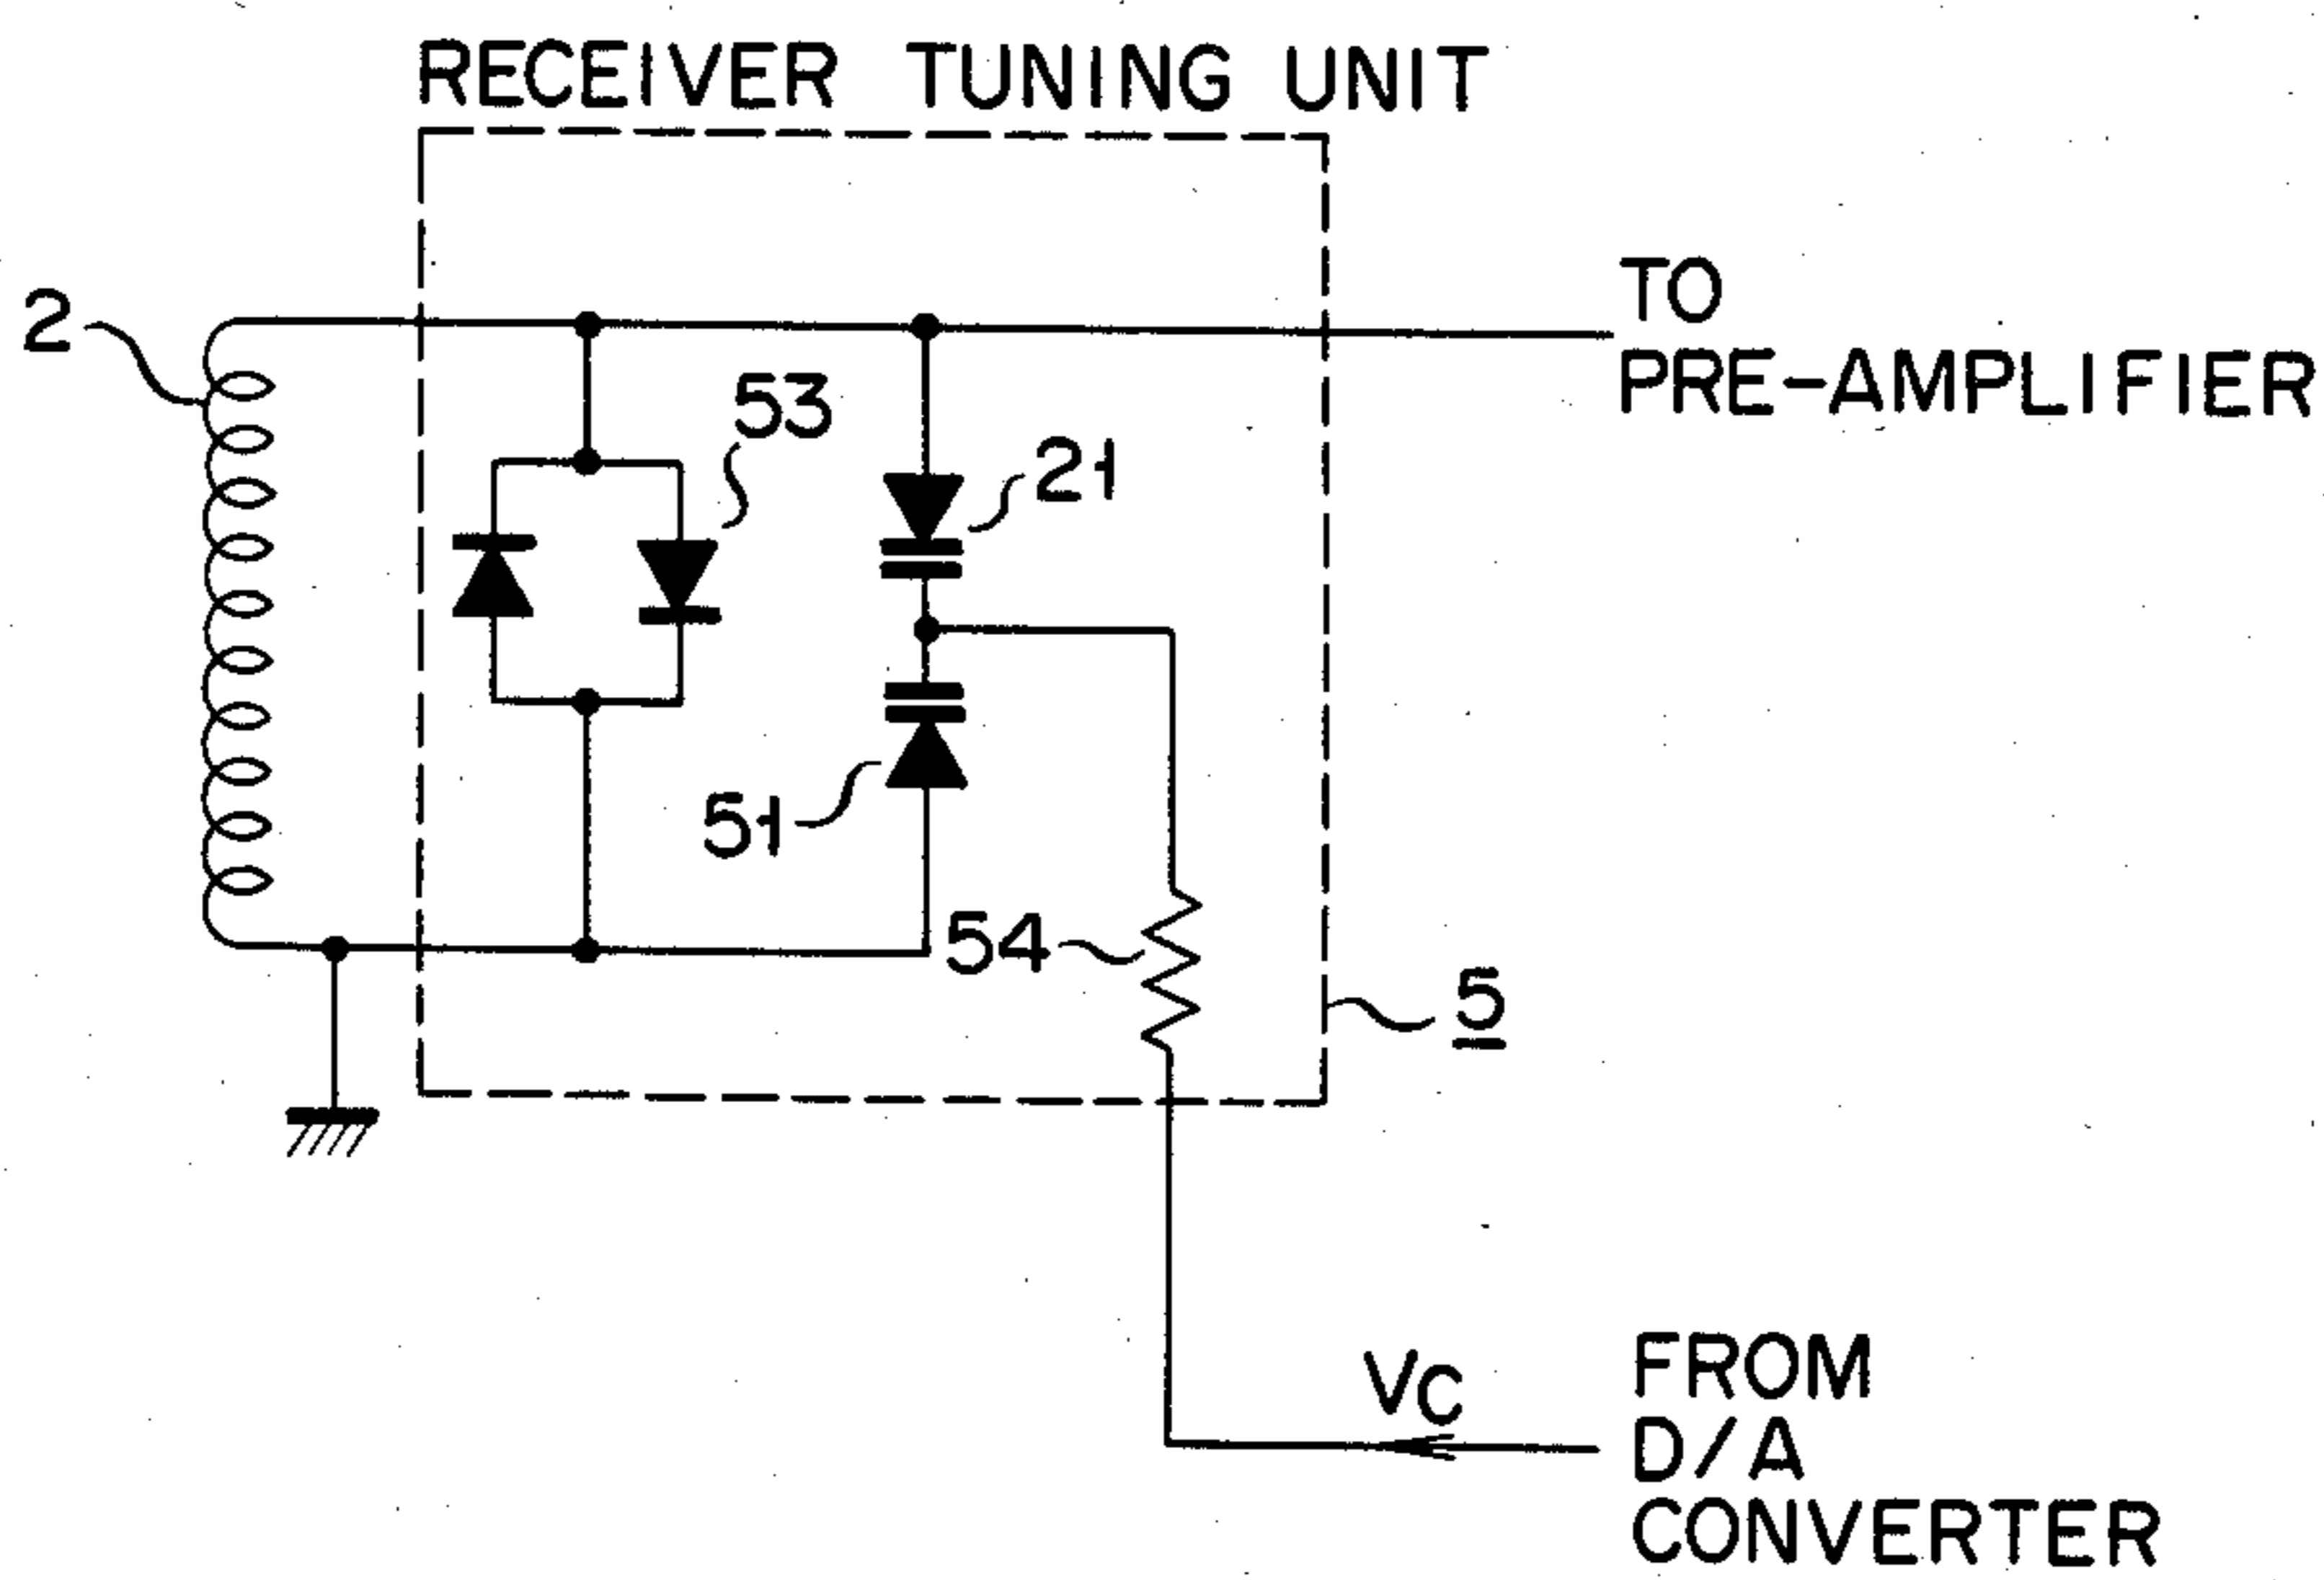 RECEIVER TUNING UNIT
2
TO
PRE-AMPLIFIER
53
21
51
54
5
VC
FROM
D/A
CONVERTER